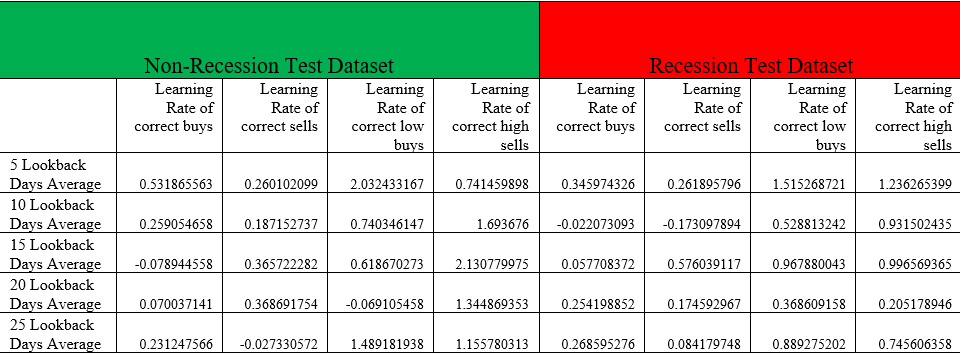 Non-Recession Test Dataset Recession Test Dataset
Learning Learning Learning Learning Learning Learning Learning Learning
Rate of Rate of Rate of Rate of Rate of Rate of Rate of Rate of
correct buys correct sells correct low correct high correct buys correct sells correct low correct high
buys sells buys sells
5 Lookback
Days Average 0.531865563 0.260102099 2.032433167 0.741459898 0.345974326 0.261895796 1.515268721 1.236265399
10 Lookback
Days Average 0.259054658 0.187152737 0.740346147 1.693676 -0.022073093 -0.173097894 0.528813242 0.931502435
15 Lookback
Days Average -0.078944558 0.365722282 0.618670273 2.130779975 0.057708372 0.576039117 0.967880043 0.996569365
20 Lookback
Days Average 0.070037141 0.368691754 -0.069105458 1.344869353 0.254198852 0.174592967 0.368609158 0.205178946
25 Lookback
Days Average 0.231247566 -0.027330572 1.489181938 1.155780313 0.268595276 0.084179748 0.889275202 0.745606358